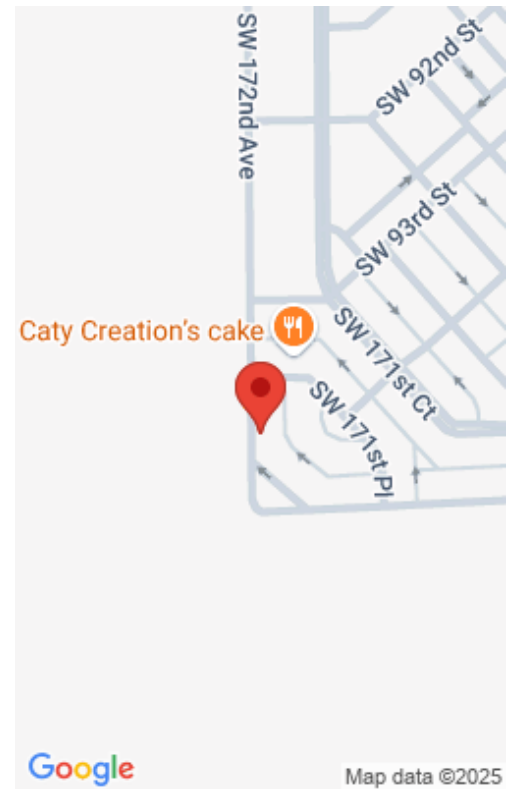 SW 172nd Ave
SW 92nd St
SW 93rd St
Caty Creation's cake
SW 171st Ct
SW 171st Pl
Google
Map data ©2025